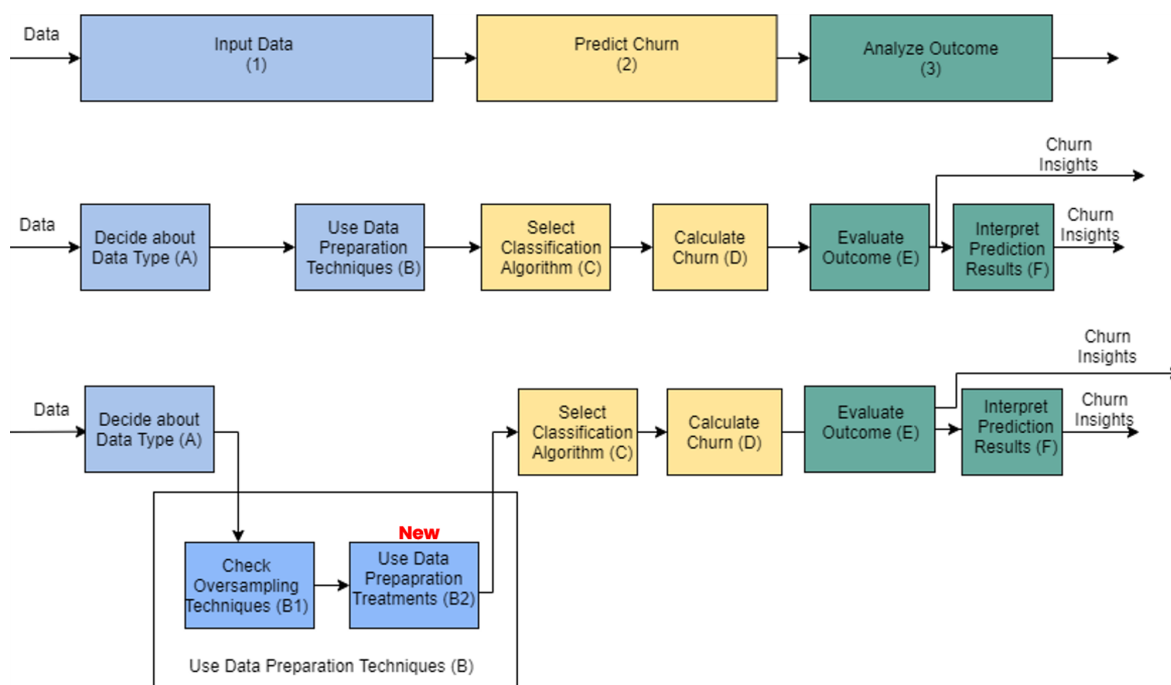 Data
Input Data
(1)
Predict Churn
(2)
Analyze Outcome
(3)
Churn
Insights
Data
Decide about
Data Type (A)
Use Data
Preparation
Techniques (B)
Select
Classification
Algorithm (C)
Calculate
Churn (D)
Evaluate
Outcome (E)
Interpret
Prediction
Results (F)
Churn
Insights
Churn
Insights
Data
Decide about
Data Type (A)
Select
Classification
Algorithm (C)
Calculate
Churn (D)
Evaluate
Outcome (E)
Interpret
Prediction
Results (F)
Churn
Insights
New
Check
Oversampling
Techniques (B1)
Use Data
Prepapration
Treatments (B2)
Use Data Preparation Techniques (B)